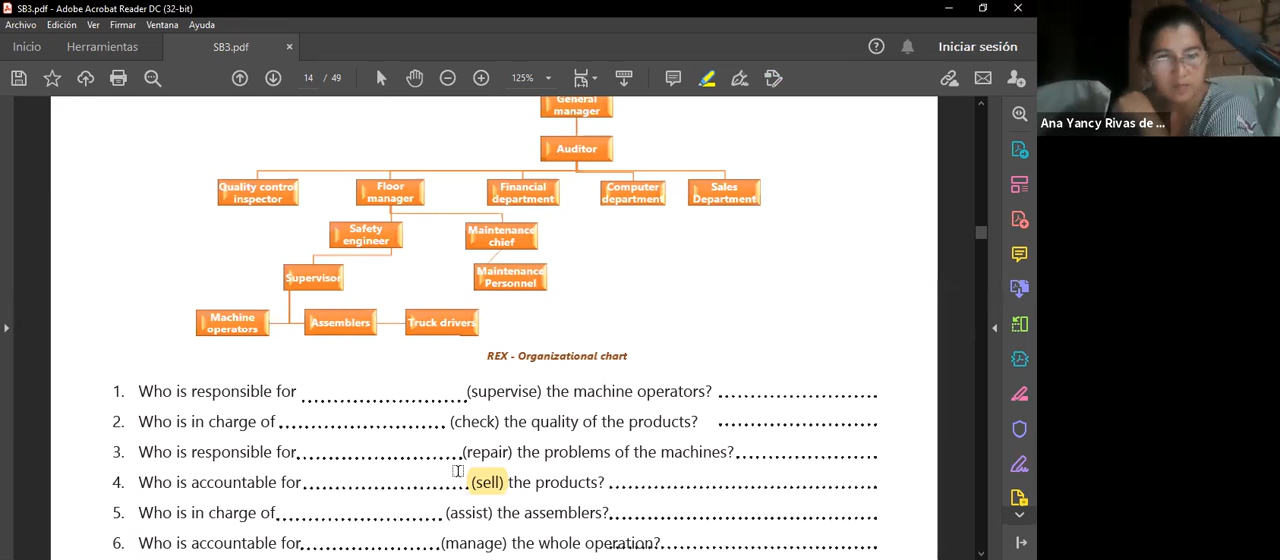 SB3.pdf - Adobe Acrobat Reader DC (32-bit)
Archivo Edición Ver Firmar Ventana Ayuda
Inicio Herramientas SB3.pdf × Iniciar sesión
14 / 49 125%
Ana Yancy Rivas de ...
General
manager
Auditor
Quality control
inspector
Floor
manager
Financial
department
Computer
department
Sales
Department
Safety
engineer
Maintenance
chief
Supervisor
Maintenance
Personnel
Machine
operators
Assemblers
Truck drivers
REX - Organizational chart
1. Who is responsible for ................................ (supervise) the machine operators? ................................
2. Who is in charge of ................................ (check) the quality of the products? ................................
3. Who is responsible for ................................ (repair) the problems of the machines? ................................
4. Who is accountable for ................................ (sell) the products? ................................
5. Who is in charge of ................................ (assist) the assemblers? ................................
6. Who is accountable for ................................ (manage) the whole operation? ................................